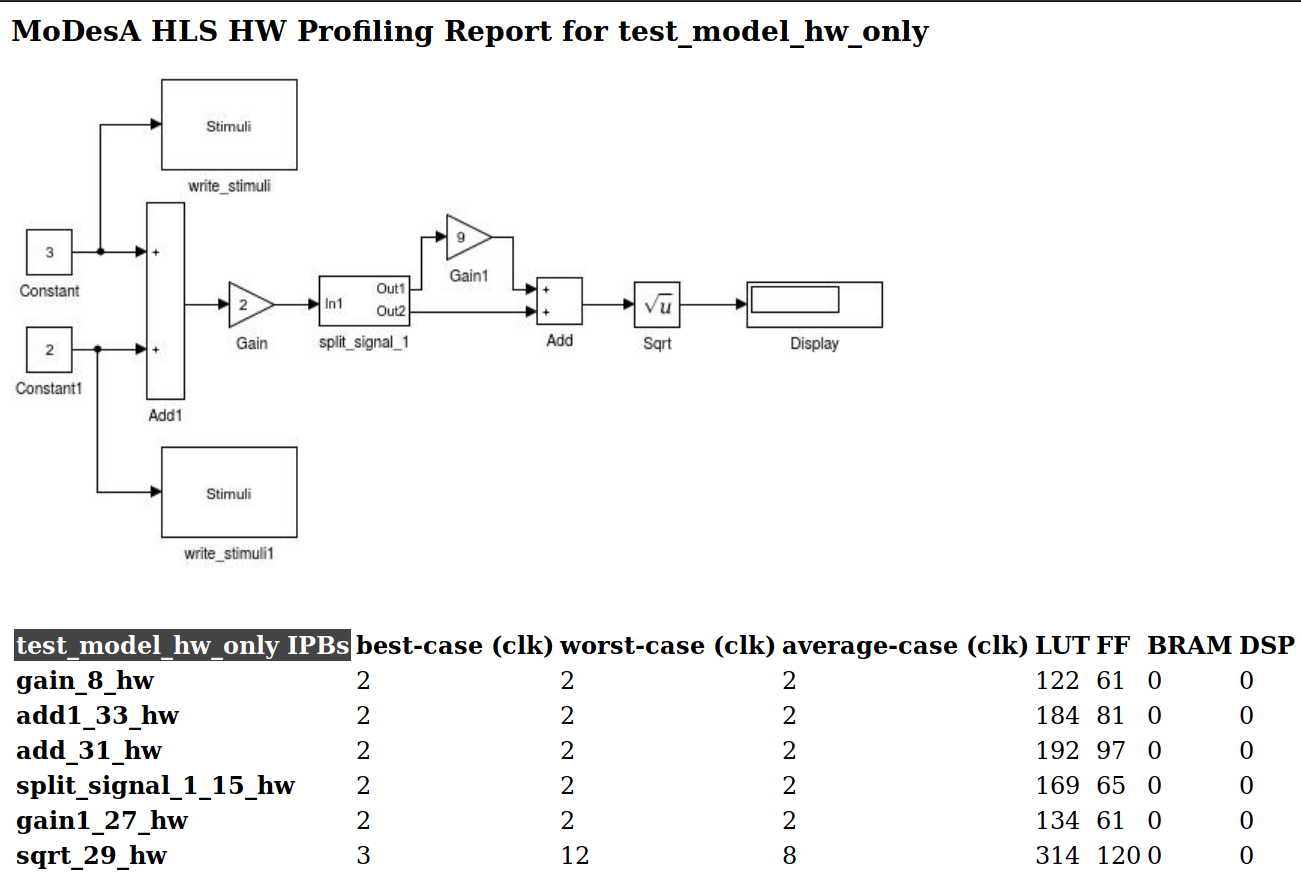 MoDesA HLS HW Profiling Report for test_model_hw_only
Stimuli
write_stimuli
3
+
Constant
2
+
Constant1
Add1
Stimuli
write_stimuli1
2
Gain
In1
Out1
Out2
split_signal_1
9
Gain1
+
+
Add
√u
Sqrt
Display
test_model_hw_only IPBs best-case (clk) worst-case (clk) average-case (clk) LUT FF BRAM DSP
gain_8_hw 2 2 2 122 61 0 0
add1_33_hw 2 2 2 184 81 0 0
add_31_hw 2 2 2 192 97 0 0
split_signal_1_15_hw 2 2 2 169 65 0 0
gain1_27_hw 2 2 2 134 61 0 0
sqrt_29_hw 3 12 8 314 120 0 0